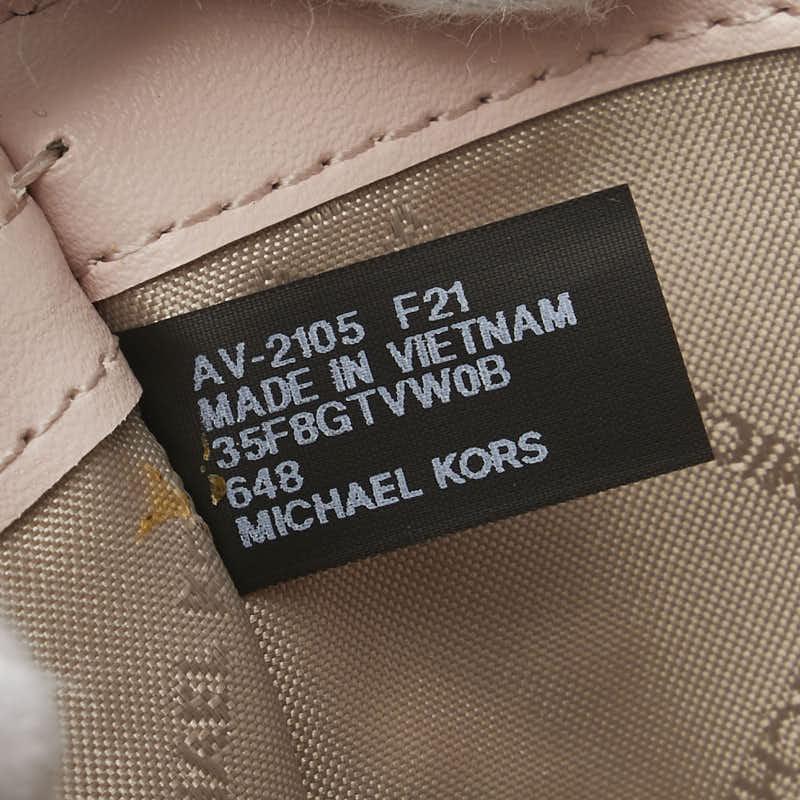 AV-2105 F21
MADE IN VIETNAM
35F8GTVW0B
648
MICHAEL KORS